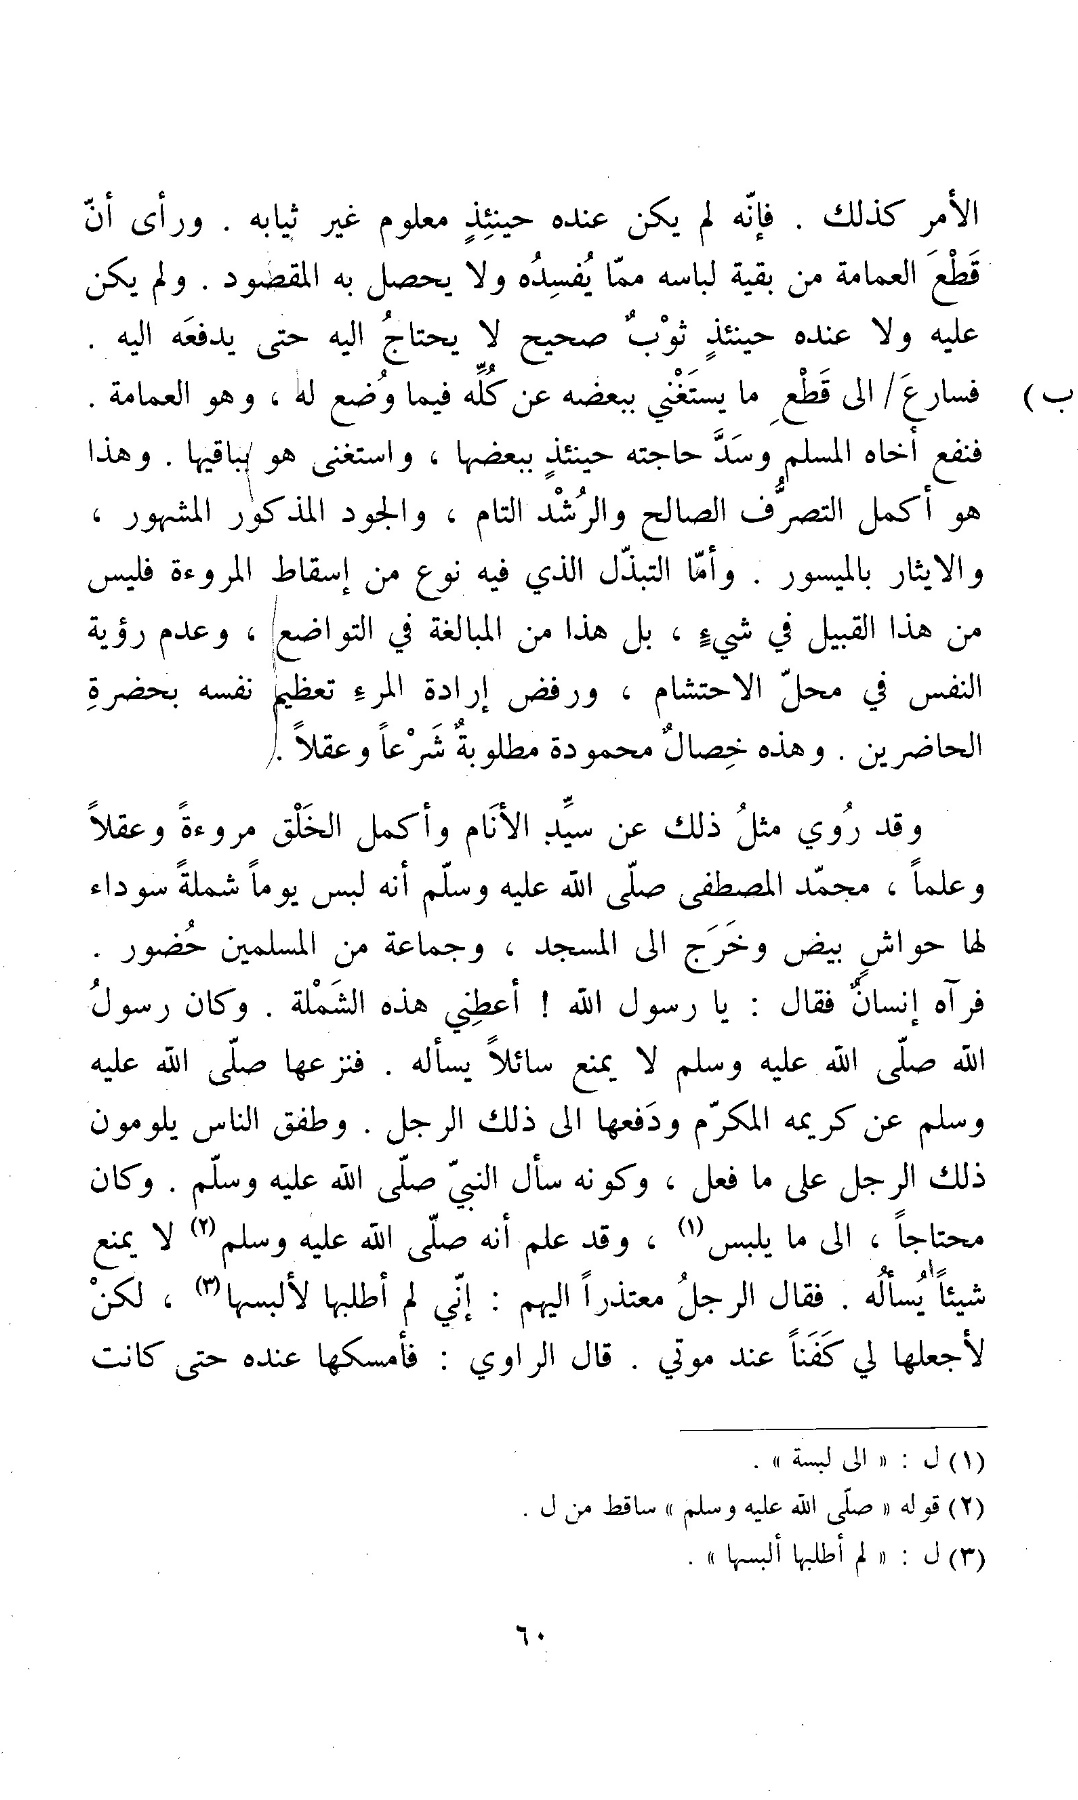 الأمر كذلك . فإنّه لم يكن عنده حينئِذٍ معلوم غير ثيابه . ورأى أنّ
قَطْعَ العمامة من بقية لباسه ممّا يُفسِدُه ولا يحصل به المقصود . ولم يكن
عليه ولا عنده حينئذٍ ثوْبٌ صحيح لا يحتاجُ اليه حتى يدفعَه اليه .
ب) فسارعَ / الى قَطْعِ ما يستَغْني ببعضه عن كُلِّه فيما وُضع له ، وهو العمامة .
فنفع أخاه المسلم وسَدَّ حاجته حينئذٍ ببعضها ، واستغنى هو بباقيها . وهذا
هو أكمل التصرُّف الصالح والرُشْد التام ، والجود المذكور المشهور ،
والايثار بالميسور . وأمّا التبذّل الذي فيه نوع من إسقاط المروءة فليس
من هذا القبيل في شيءٍ ، بل هذا من المبالغة في التواضع ، وعدم رؤية
النفس في محلّ الاحتشام ، ورفض إرادة المرءِ تعظيم نفسه بحضرةِ
الحاضرين . وهذه خِصالٌ محمودة مطلوبةٌ شَرْعاً وعقلاً .
وقد رُوي مثلُ ذلك عن سيِّدِ الأنَام وأكمل الخَلْق مروءةً وعقلاً
وعلماً ، محمّد المصطفى صلّى الله عليه وسلّم أنه لبس يوماً شملةً سوداء
لها حواشٍ بيض وخَرَج الى المسجد ، وجماعة من المسلمين حُضور .
فرآه إنسانٌ فقال : يا رسول الله ! أعطِني هذه الشَمْلة . وكان رسولُ
الله صلّى الله عليه وسلم لا يمنع سائلاً يسأله . فنزعها صلّى الله عليه
وسلم عن كريمه المكرّم ودَفعها الى ذلك الرجل . وطفق الناس يلومون
ذلك الرجل على ما فعل ، وكونه سأل النبيّ صلّى الله عليه وسلّم . وكان
محتاجاً ، الى ما يلبس(١) ، وقد علم أنه صلّى الله عليه وسلم(٢) لا يمنع
شيئاً يُسألُه . فقال الرجلُ معتذراً اليهم : إنّي لم أطلبها لألبسها(٣) ، لكنْ
لأجعلها لي كَفَناً عند موتي . قال الراوي : فأمسكها عنده حتى كانت
(١) ل : « الى لبسة » .
(٢) قوله « صلّى الله عليه وسلم » ساقط من ل .
(٣) ل : « لم أطلبها ألبسها » .
٦٠